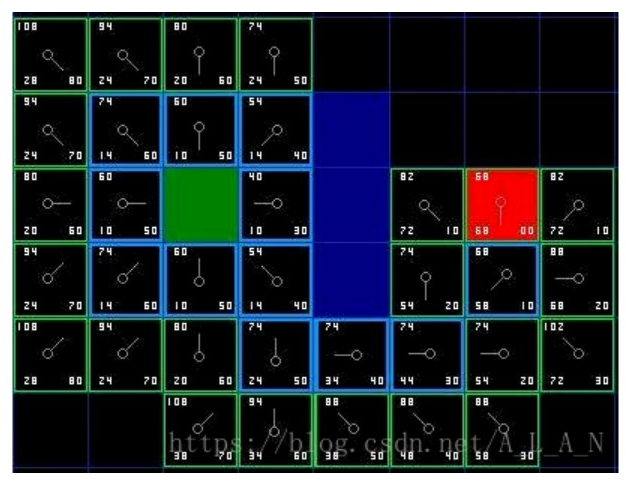 108 94 80 74
28 80 24 70 20 60 24 50
94 74 60 54
24 70 14 60 10 50 14 40
80 60 40 82 68 82
20 60 10 50 10 30 72 10 68 00 72 10
94 74 60 54 74 68 88
24 70 14 60 10 50 14 40 54 20 58 10 68 20
108 94 80 74 74 74 74 102
28 80 24 70 20 60 24 50 34 40 44 30 54 20 72 30
108 94 88 88 88
38 70 34 60 38 50 48 40 58 30
https://blog.csdn.net/A_L_A_N